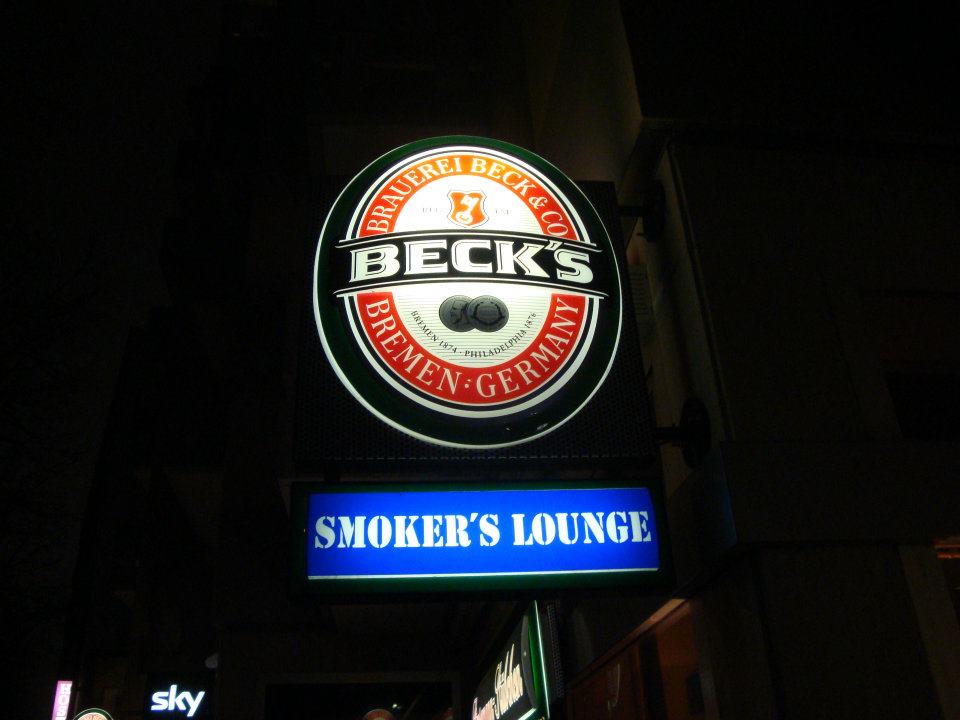 BRAUEREI BECK & CO
BECK'S
BREMEN 1874 · PHILADELPHIA 1876
BREMEN · GERMANY
SMOKER'S LOUNGE
sky